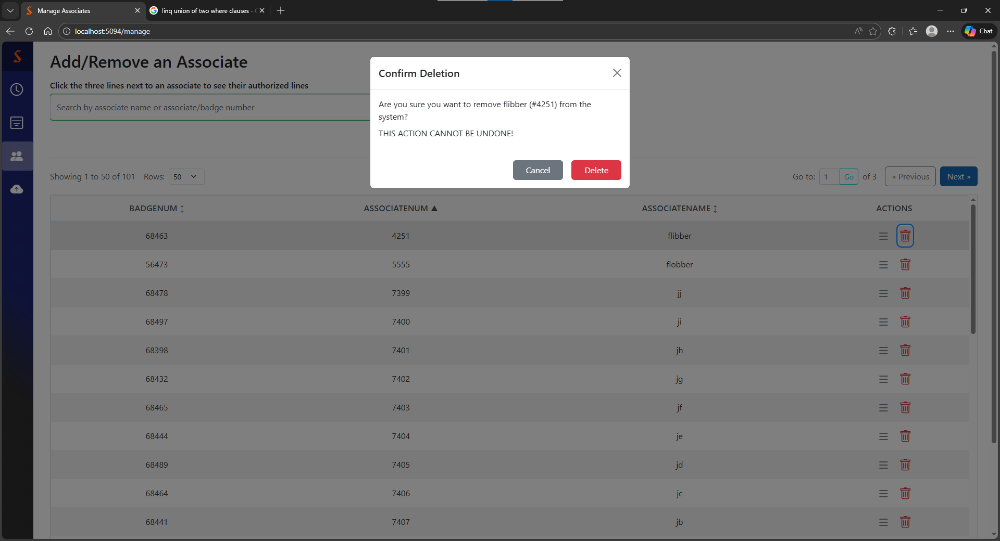 Manage Associates
linq union of two where clauses -
localhost:5094/manage
Chat
Add/Remove an Associate
Click the three lines next to an associate to see their authorized lines
Search by associate name or associate/badge number
Confirm Deletion
Are you sure you want to remove flibber (#4251) from the
system?
THIS ACTION CANNOT BE UNDONE!
Cancel Delete
Showing 1 to 50 of 101 Rows: 50 Go to: 1 Go of 3 « Previous Next »
BADGENUM ASSOCIATENUM ASSOCIATENAME ACTIONS
68463 4251 flibber
56473 5555 flobber
68478 7399 jj
68497 7400 ji
68398 7401 jh
68432 7402 jg
68465 7403 jf
68444 7404 je
68489 7405 jd
68464 7406 jc
68441 7407 jb